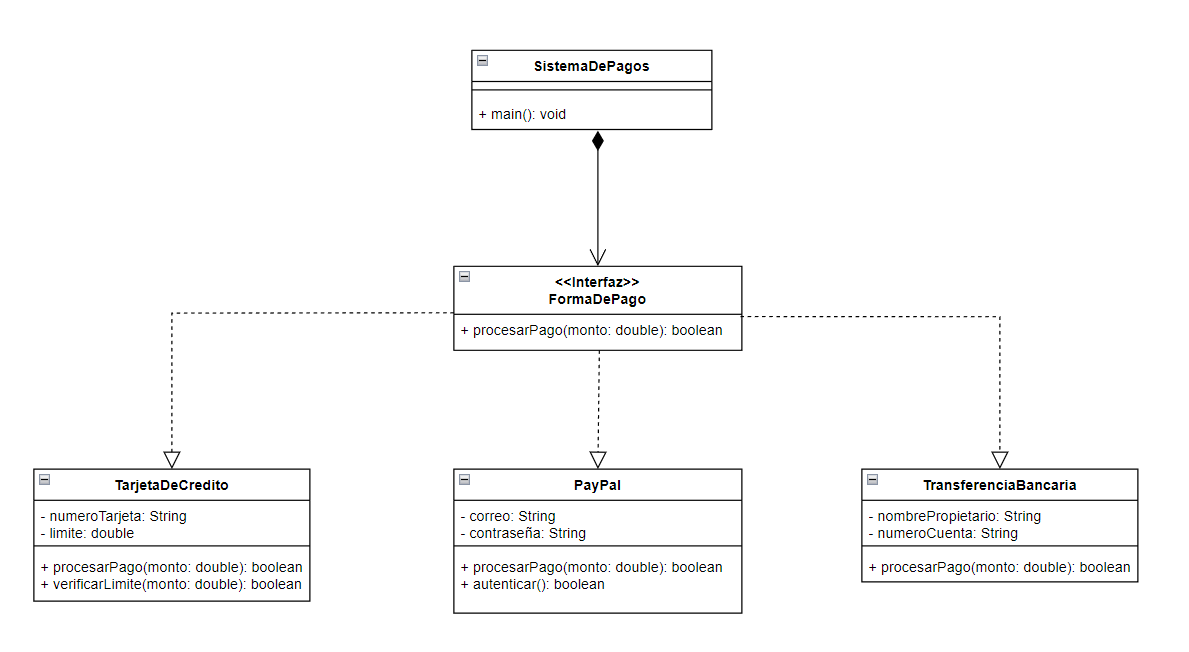 SistemaDePagos
+ main(): void
<<Interfaz>>
FormaDePago
+ procesarPago(monto: double): boolean
TarjetaDeCredito
- numeroTarjeta: String
- limite: double
+ procesarPago(monto: double): boolean
+ verificarLimite(monto: double): boolean
PayPal
- correo: String
- contraseña: String
+ procesarPago(monto: double): boolean
+ autenticar(): boolean
TransferenciaBancaria
- nombrePropietario: String
- numeroCuenta: String
+ procesarPago(monto: double): boolean